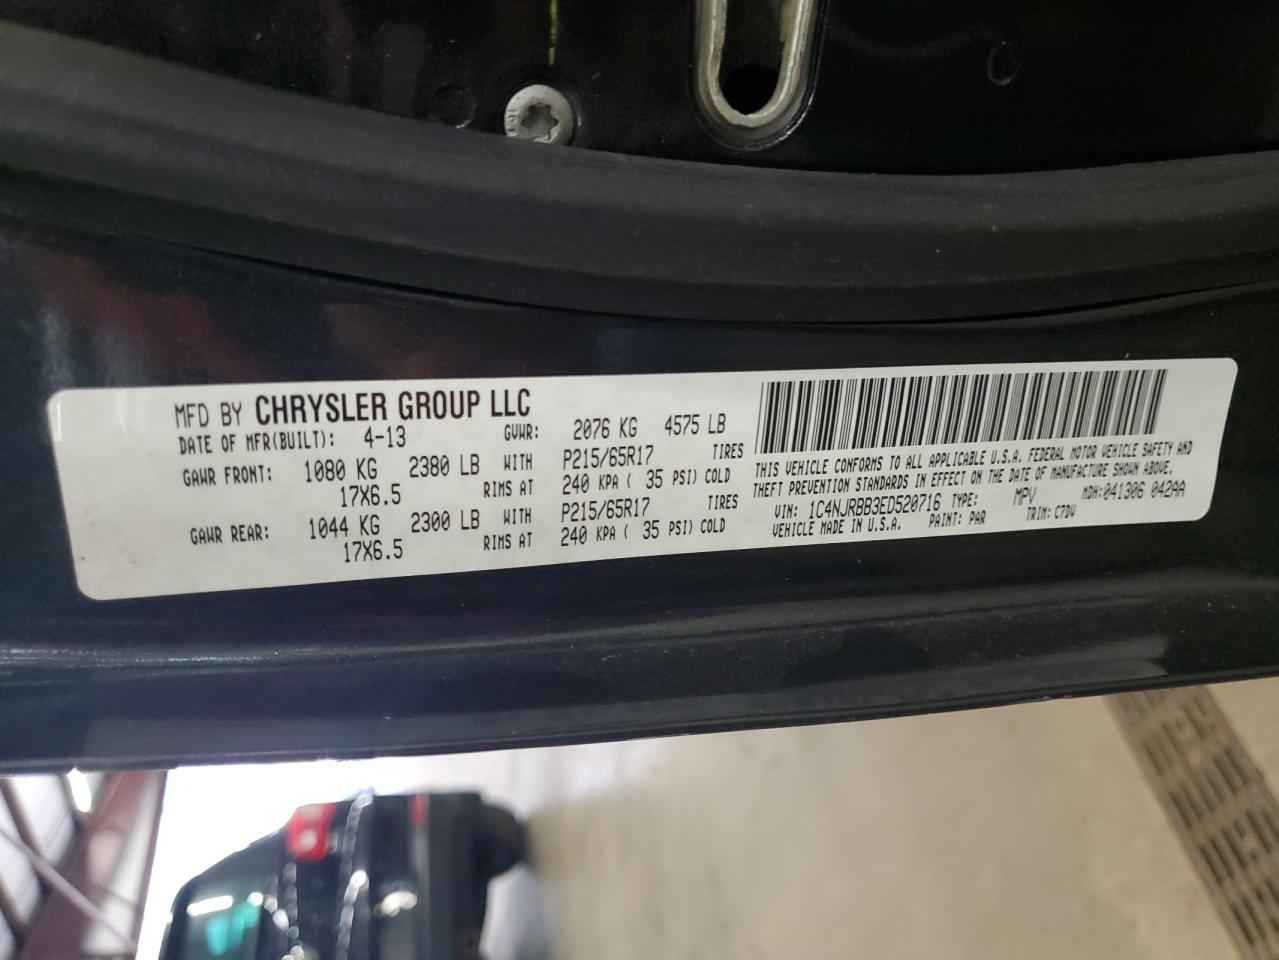 MFD BY CHRYSLER GROUP LLC
DATE OF MFR(BUILT): 4-13 GVWR: 2076 KG 4575 LB
GAWR FRONT: 1080 KG 2380 LB WITH P215/65R17 TIRES
17X6.5 RIMS AT 240 KPA ( 35 PSI) COLD
GAWR REAR: 1044 KG 2300 LB WITH P215/65R17 TIRES
17X6.5 RIMS AT 240 KPA ( 35 PSI) COLD
THIS VEHICLE CONFORMS TO ALL APPLICABLE U.S.A. FEDERAL MOTOR VEHICLE SAFETY AND
THEFT PREVENTION STANDARDS IN EFFECT ON THE DATE OF MANUFACTURE SHOWN ABOVE.
VIN: 1C4NJRBB3ED520716 TYPE: MPV MDH:041306 042AA
VEHICLE MADE IN U.S.A. PAINT: PAR TRIM: C7DV